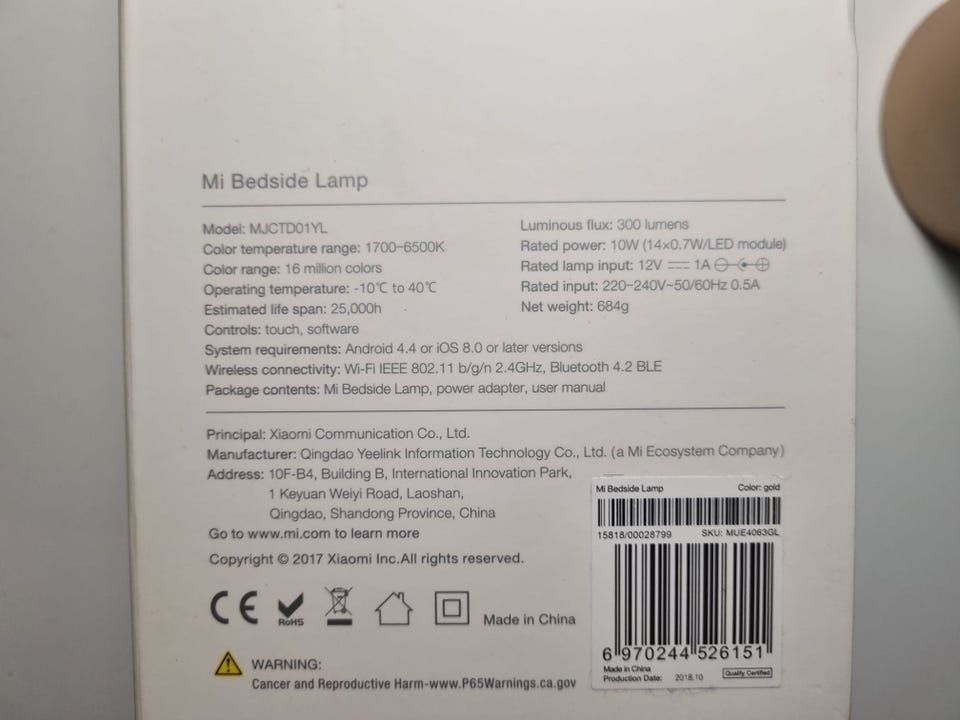 Mi Bedside Lamp
Model: MJCTD01YL
Color temperature range: 1700-6500K
Color range: 16 million colors
Operating temperature: -10℃ to 40℃
Estimated life span: 25,000h
Controls: touch, software
Luminous flux: 300 lumens
Rated power: 10W (14×0.7W/LED module)
Rated lamp input: 12V ⎓ 1A
Rated input: 220-240V~50/60Hz 0.5A
Net weight: 684g
System requirements: Android 4.4 or iOS 8.0 or later versions
Wireless connectivity: Wi-Fi IEEE 802.11 b/g/n 2.4GHz, Bluetooth 4.2 BLE
Package contents: Mi Bedside Lamp, power adapter, user manual
Principal: Xiaomi Communication Co., Ltd.
Manufacturer: Qingdao Yeelink Information Technology Co., Ltd. (a Mi Ecosystem Company)
Address: 10F-B4, Building B, International Innovation Park,
1 Keyuan Weiyi Road, Laoshan,
Qingdao, Shandong Province, China
Go to www.mi.com to learn more
Copyright © 2017 Xiaomi Inc.All rights reserved.
CE RoHS Made in China
WARNING:
Cancer and Reproductive Harm-www.P65Warnings.ca.gov
Mi Bedside Lamp Color: gold
15818/00028799 SKU: MUE4063GL
6 970244 526151
Made in China
Production Date: 2018.10 Quality Certified